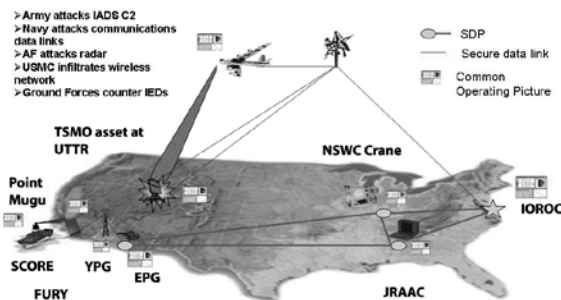 ➢Army attacks IADS C2
➢Navy attacks communications
data links
➢AF attacks radar
➢USMC infiltrates wireless
network
➢Ground Forces counter IEDs
SDP
Secure data link
Common
Operating Picture
TSMO asset at
UTTR
NSWC Crane
Point
Mugu
IOROC
SCORE
YPG
EPG
JRAAC
FURY